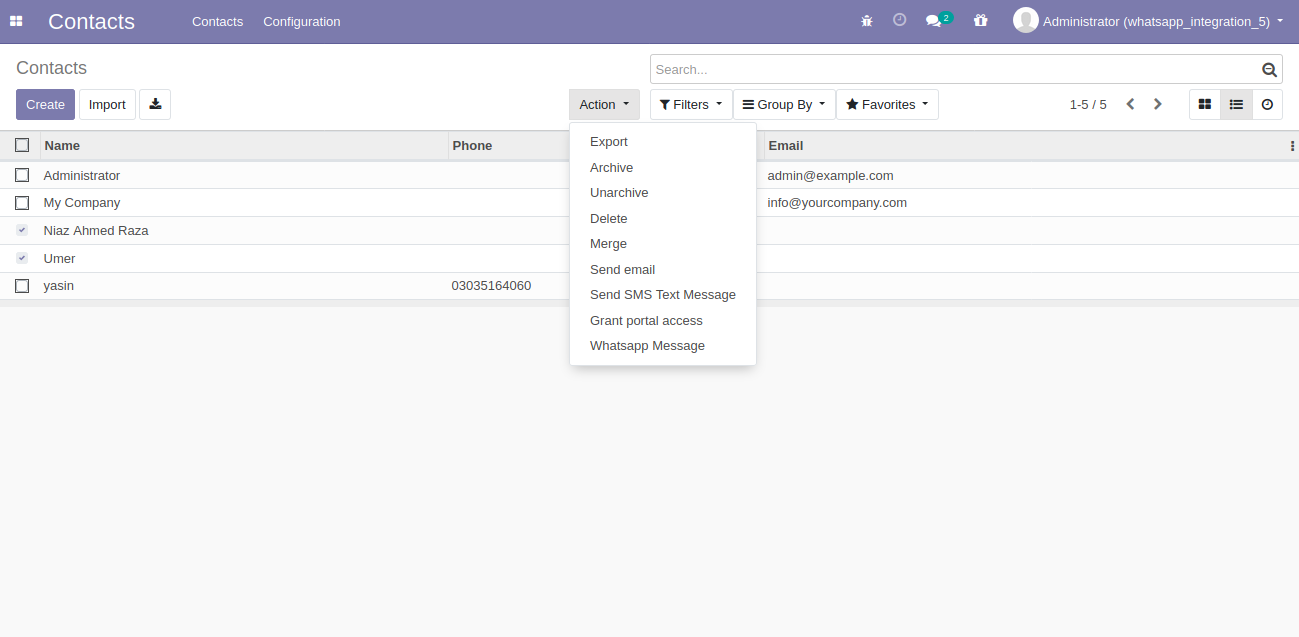 Contacts Contacts Configuration 2 Administrator (whatsapp_integration_5)
Contacts Search...
Create Import Action Filters Group By Favorites 1-5 / 5
Name Phone Email
Administrator admin@example.com
My Company info@yourcompany.com
Niaz Ahmed Raza
Umer
yasin 03035164060
Export
Archive
Unarchive
Delete
Merge
Send email
Send SMS Text Message
Grant portal access
Whatsapp Message